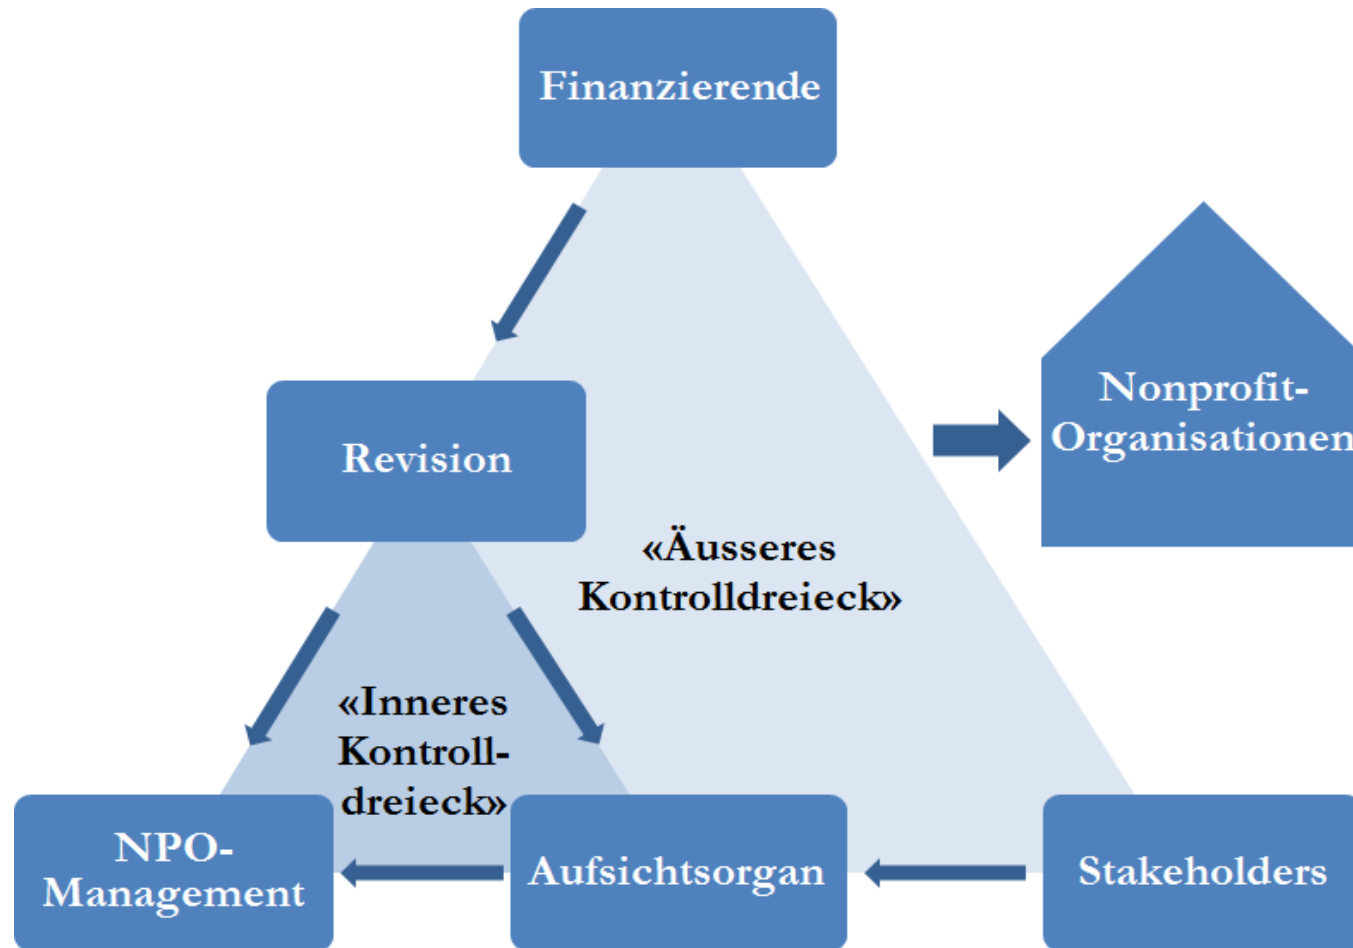 Finanzierende
Nonprofit-
Organisationen
Revision
«Äusseres
Kontrolldreieck»
«Inneres
Kontroll-
dreieck»
NPO-
Management
Aufsichtsorgan
Stakeholders